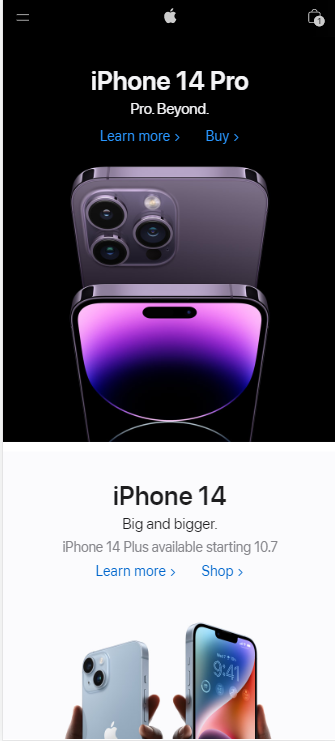 1
iPhone 14 Pro
Pro. Beyond.
Learn more > Buy >
iPhone 14
Big and bigger.
iPhone 14 Plus available starting 10.7
Learn more > Shop >
9:41